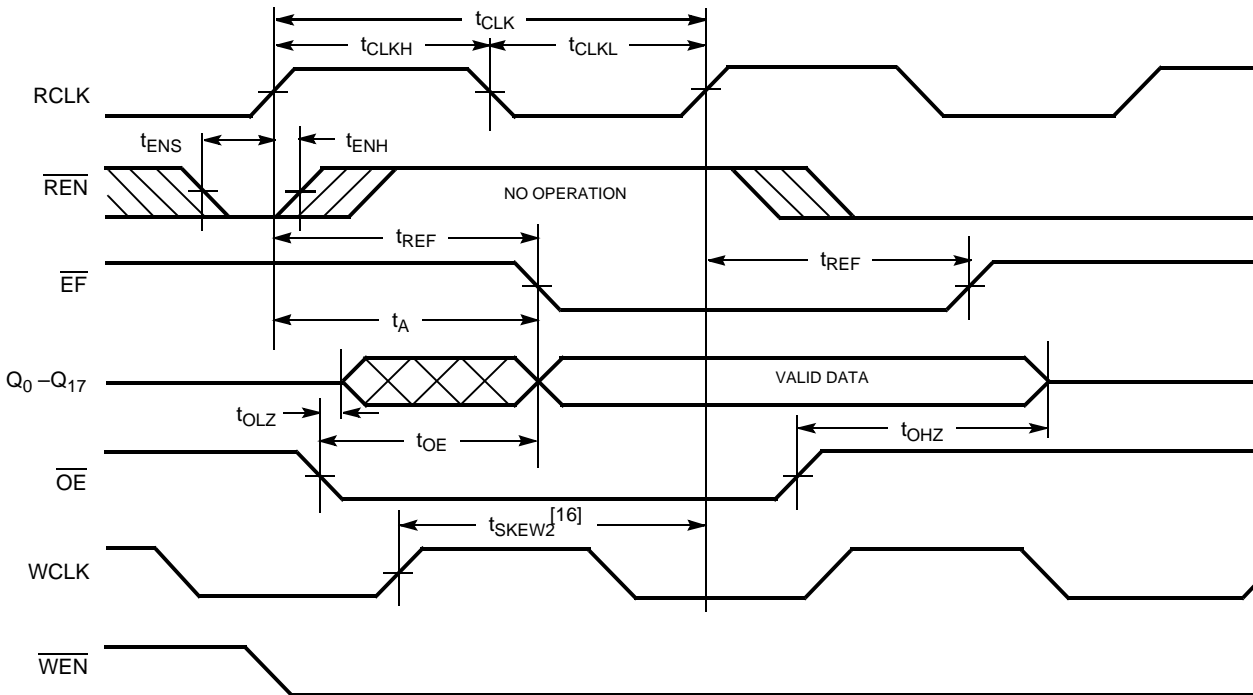 tCLK
tCLKH tCLKL
RCLK
tENS tENH
REN NO OPERATION
tREF
EF tREF
tA
Q0 –Q17 VALID DATA
tOLZ tOE tOHZ
OE
tSKEW2[16]
WCLK
WEN